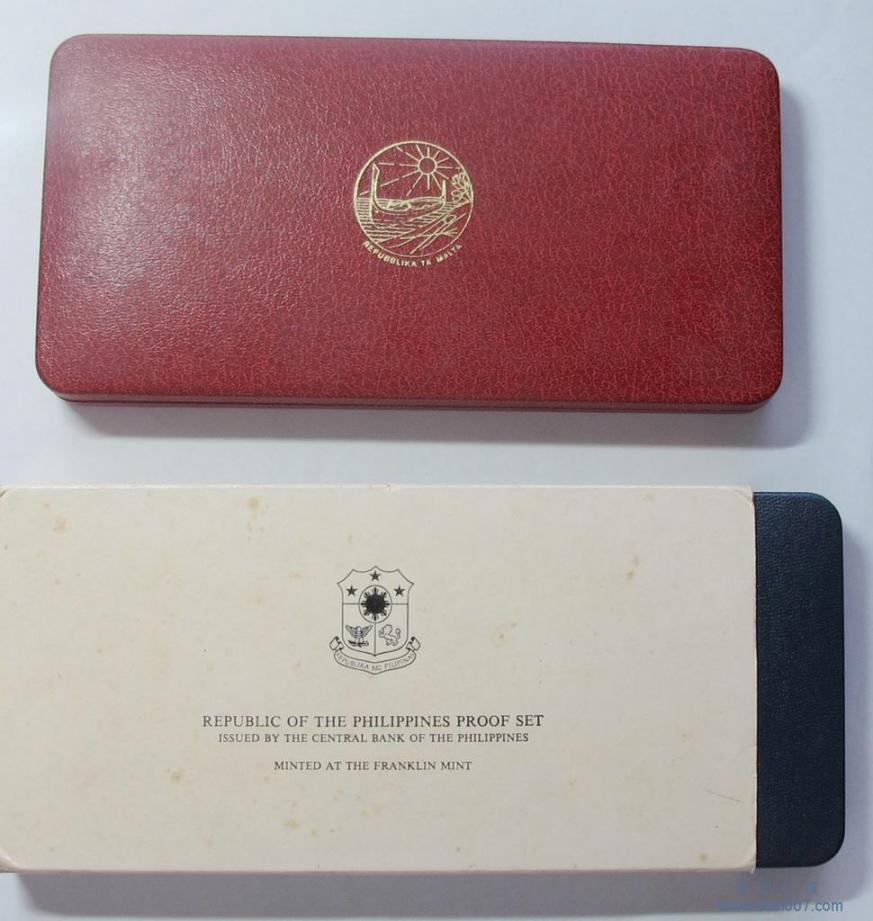 REPUBBLIKA TA MALTA
REPUBLIKA NG PILIPINAS
REPUBLIC OF THE PHILIPPINES PROOF SET
ISSUED BY THE CENTRAL BANK OF THE PHILIPPINES
MINTED AT THE FRANKLIN MINT